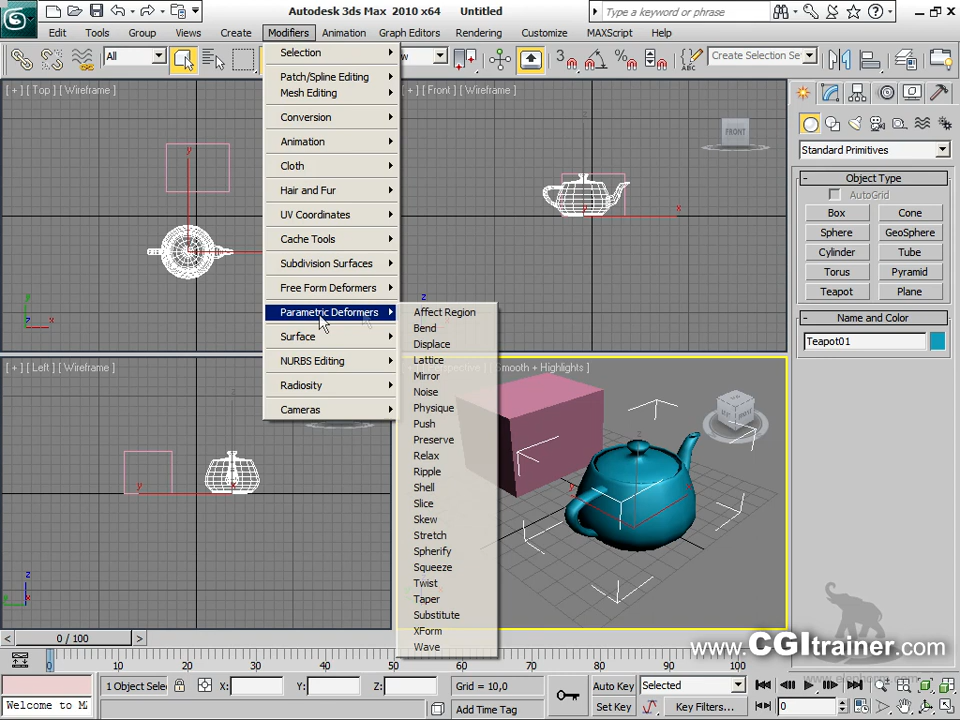 Autodesk 3ds Max 2010 x64 Untitled
Type a keyword or phrase
Edit Tools Group Views Create Modifiers Animation Graph Editors Rendering Customize MAXScript Help
All
Create Selection Se
[ + ] [ Top ] [ Wireframe ]
[ + ] [ Front ] [ Wireframe ]
FRONT
Selection
Patch/Spline Editing
Mesh Editing
Conversion
Animation
Cloth
Hair and Fur
UV Coordinates
Cache Tools
Subdivision Surfaces
Free Form Deformers
Parametric Deformers
Surface
NURBS Editing
Radiosity
Cameras
Affect Region
Bend
Displace
Lattice
Mirror
Noise
Physique
Push
Preserve
Relax
Ripple
Shell
Slice
Skew
Stretch
Spherify
Squeeze
Twist
Taper
Substitute
XForm
Wave
Standard Primitives
Object Type
AutoGrid
Box Cone
Sphere GeoSphere
Cylinder Tube
Torus Pyramid
Teapot Plane
Name and Color
Teapot01
[ + ] [ Left ] [ Wireframe ]
Smooth + Highlights ]
www.CGItrainer.com
0 / 100
0 10 20 30 40 50 60 70 80 90 100
1 Object Selec
X: Y: Z:
Grid = 10,0
Auto Key
Selected
Welcome to M
Add Time Tag
Set Key
Key Filters...
0